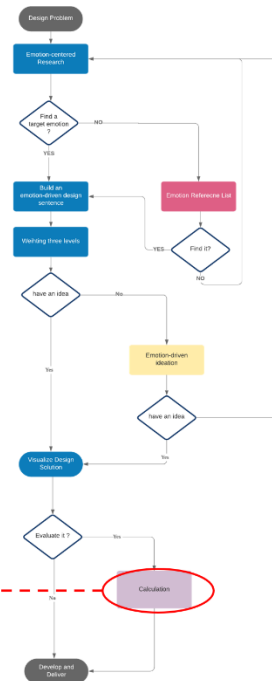 Design Problem
Emotion-centered
Research
Find a
target emotion
?
NO
YES
Build an
emotion-driven design
sentence
Emotion Referecne List
Weihting three levels
YES
Find it?
NO
have an idea
No
Emotion-driven
ideation
Yes
have an idea
Yes
Visualize Design
Solution
Evaluate it ?
Yes
Calculation
No
Develop and
Deliver